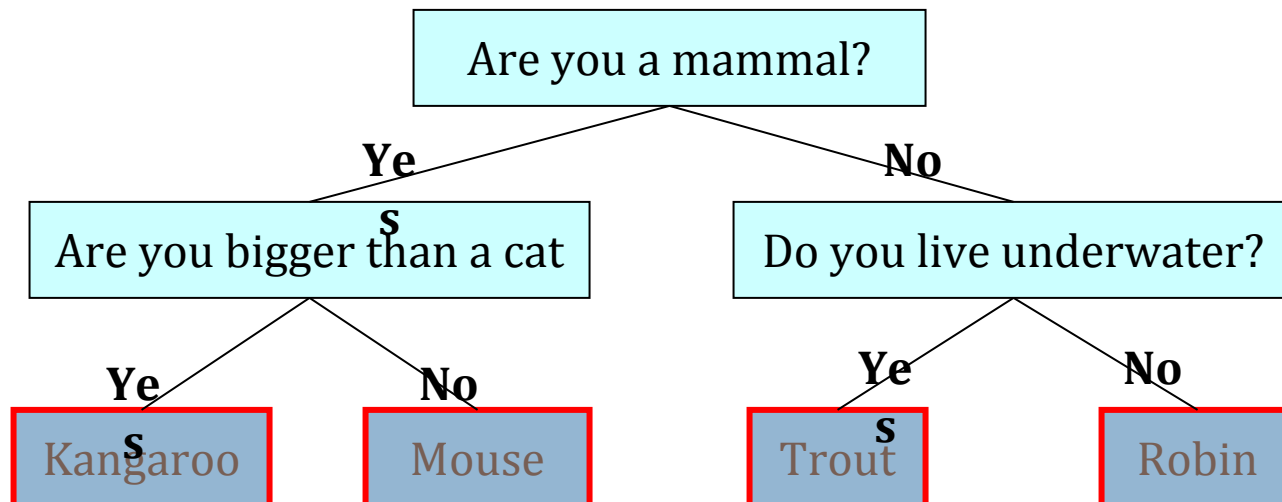 Are you a mammal?
Ye
s
No
Are you bigger than a cat
Do you live underwater?
Ye
s
No
Ye
s
No
Kangaroo
Mouse
Trout
Robin